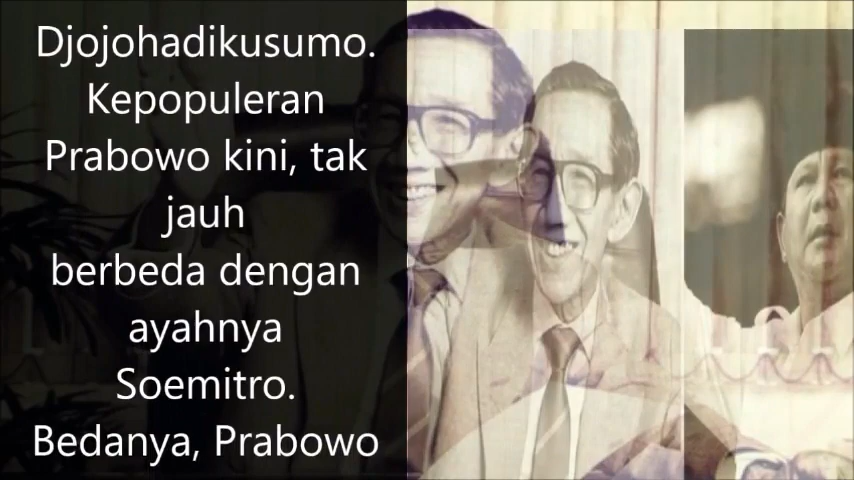 Djojohadikusumo.
Kepopuleran
Prabowo kini, tak
jauh
berbeda dengan
ayahnya
Soemitro.
Bedanya, Prabowo